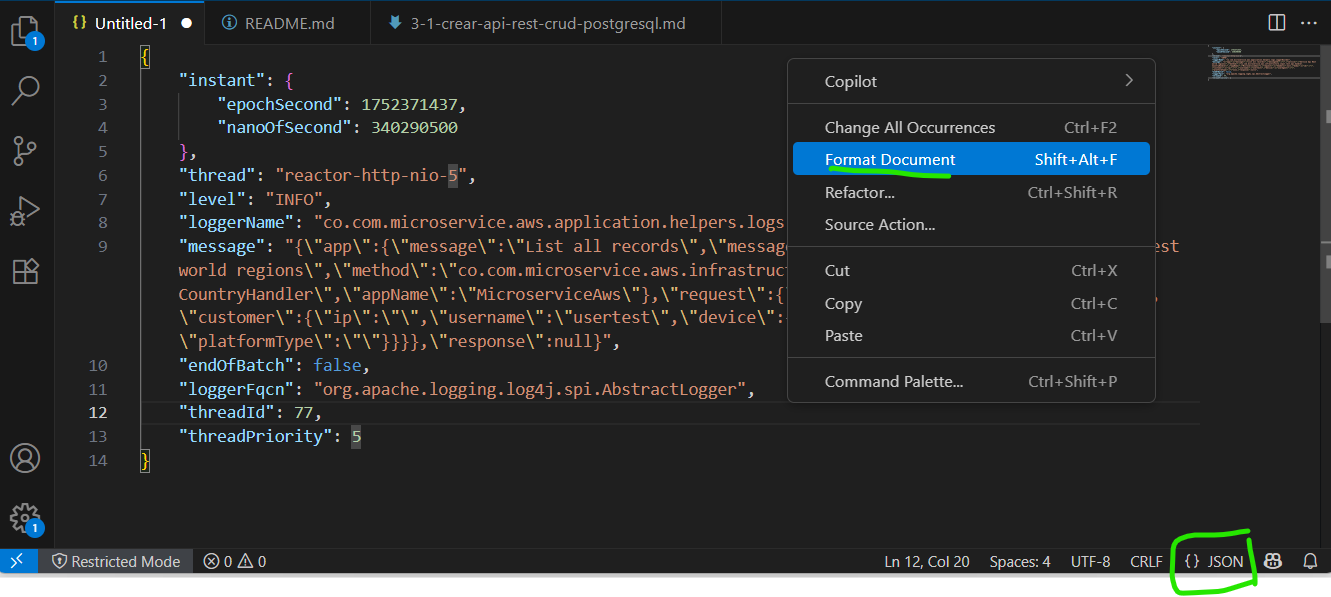 Untitled-1
README.md
3-1-crear-api-rest-crud-postgresql.md
1
1 {
2 "instant": {
3 "epochSecond": 1752371437,
4 "nanoOfSecond": 340290500
5 },
6 "thread": "reactor-http-nio-5",
7 "level": "INFO",
8 "loggerName": "co.com.microservice.aws.application.helpers.logs
9 "message": "{\"app\":{\"message\":\"List all records\",\"messag
est
world regions\",\"method\":\"co.com.microservice.aws.infrastruct
CountryHandler\",\"appName\":\"MicroserviceAws\"},\"request\":{\
\"customer\":{\"ip\":\"\",\"username\":\"usertest\",\"device\":
\"platformType\":\"\"}}}},\"response\":null}",
10 "endOfBatch": false,
11 "loggerFqcn": "org.apache.logging.log4j.spi.AbstractLogger",
12 "threadId": 77,
13 "threadPriority": 5
14 }
Copilot
Change All Occurrences Ctrl+F2
Format Document Shift+Alt+F
Refactor... Ctrl+Shift+R
Source Action...
Cut Ctrl+X
Copy Ctrl+C
Paste Ctrl+V
Command Palette... Ctrl+Shift+P
1
Restricted Mode 0 0 Ln 12, Col 20 Spaces: 4 UTF-8 CRLF {} JSON